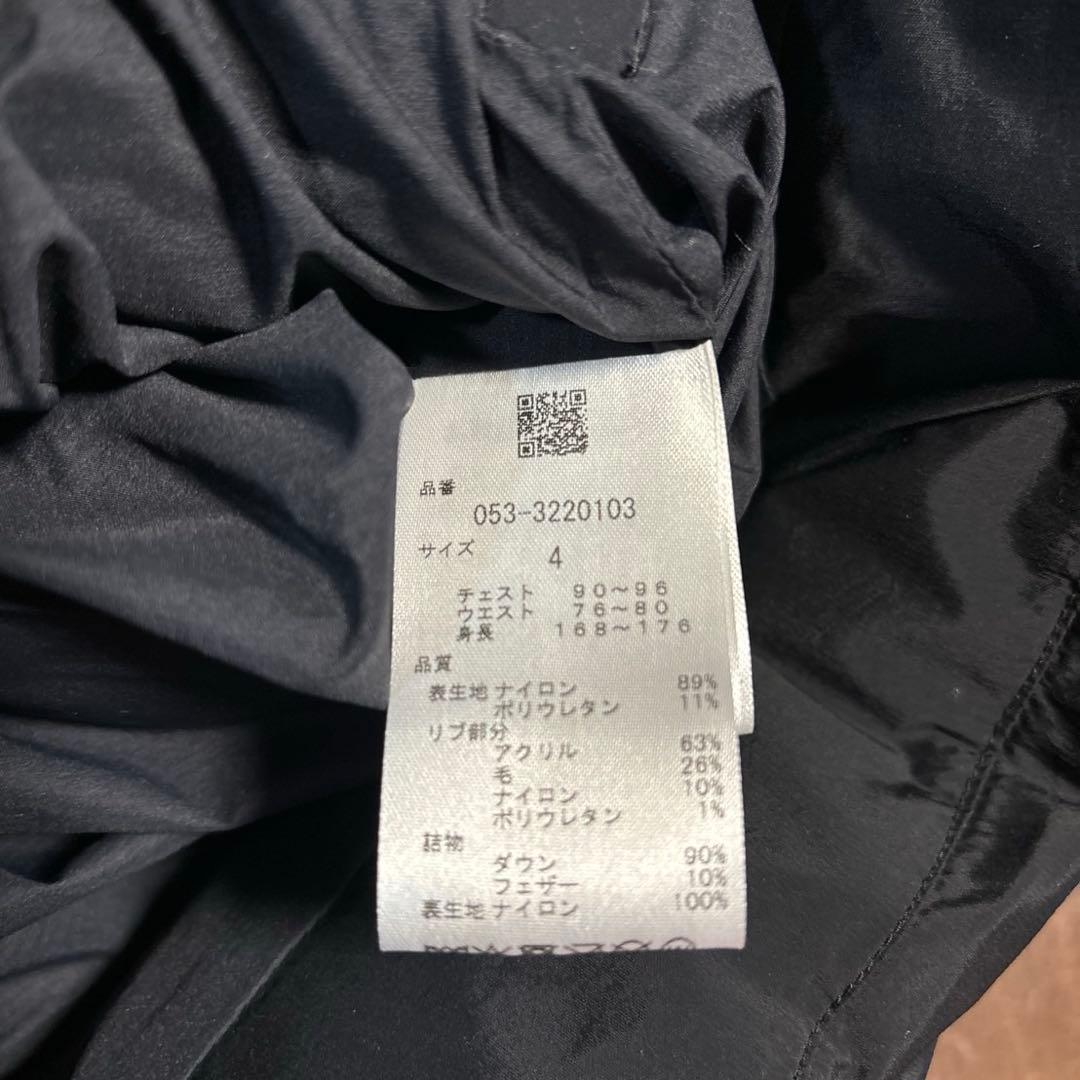 品番
053-3220103
サイズ 4
チェスト 90～96
ウエスト 76～80
身長 168～176
品質
表生地 ナイロン 89%
ポリウレタン 11%
リブ部分
アクリル 63%
毛 26%
ナイロン 10%
ポリウレタン 1%
詰物
ダウン 90%
フェザー 10%
表生地 ナイロン 100%